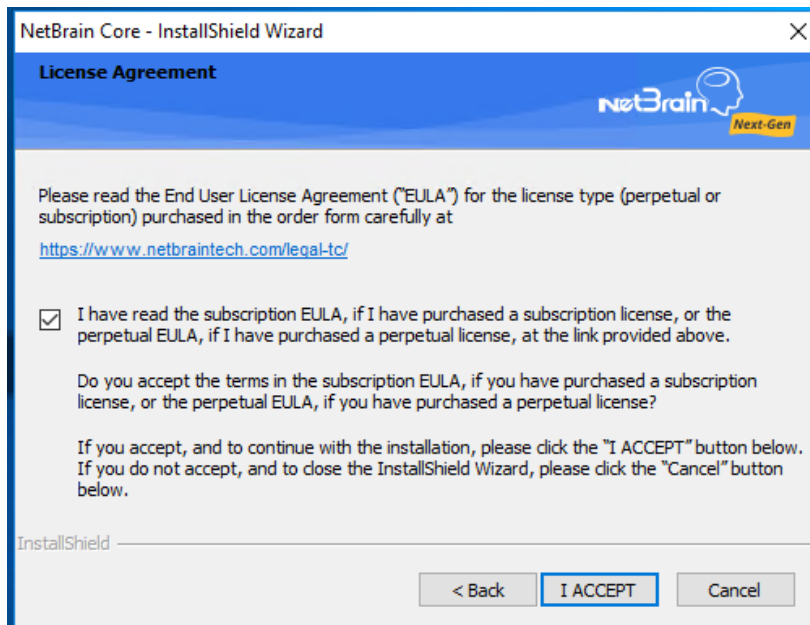 NetBrain Core - InstallShield Wizard
License Agreement
NetBrain
Next-Gen
Please read the End User License Agreement ("EULA") for the license type (perpetual or
subscription) purchased in the order form carefully at
https://www.netbraintech.com/legal-tc/
I have read the subscription EULA, if I have purchased a subscription license, or the
perpetual EULA, if I have purchased a perpetual license, at the link provided above.
Do you accept the terms in the subscription EULA, if you have purchased a subscription
license, or the perpetual EULA, if you have purchased a perpetual license?
If you accept, and to continue with the installation, please click the "I ACCEPT" button below.
If you do not accept, and to close the InstallShield Wizard, please click the "Cancel" button
below.
InstallShield
< Back I ACCEPT Cancel